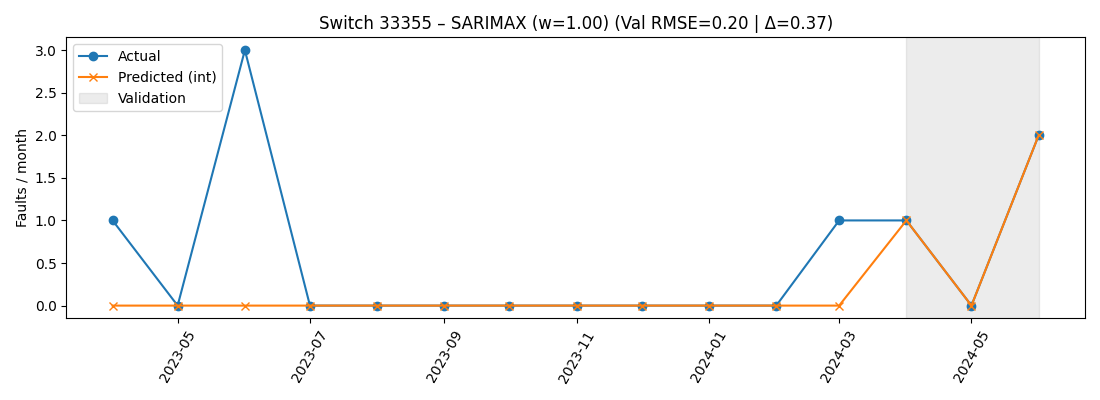 Switch 33355 – SARIMAX (w=1.00) (Val RMSE=0.20 | Δ=0.37)
Actual
Predicted (int)
Validation
Faults / month
3.0
2.5
2.0
1.5
1.0
0.5
0.0
2023-05
2023-07
2023-09
2023-11
2024-01
2024-03
2024-05